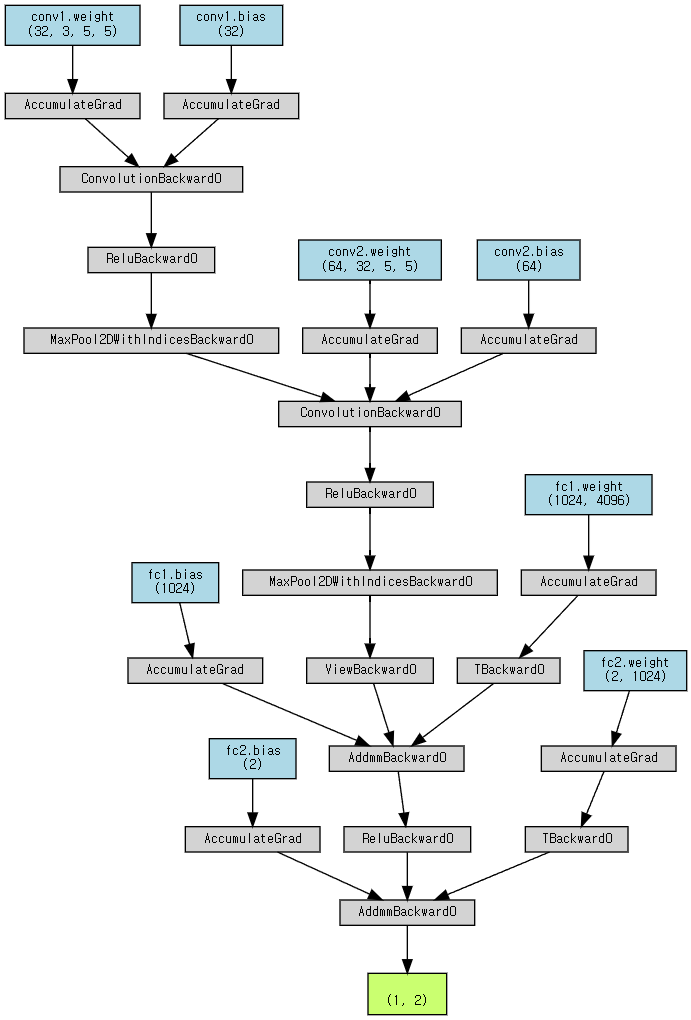 conv1.weight
(32, 3, 5, 5)
conv1.bias
(32)
AccumulateGrad
AccumulateGrad
ConvolutionBackward0
ReluBackward0
conv2.weight
(64, 32, 5, 5)
conv2.bias
(64)
MaxPool2DWithIndicesBackward0
AccumulateGrad
AccumulateGrad
ConvolutionBackward0
ReluBackward0
fc1.weight
(1024, 4096)
fc1.bias
(1024)
MaxPool2DWithIndicesBackward0
AccumulateGrad
AccumulateGrad
ViewBackward0
TBackward0
fc2.weight
(2, 1024)
fc2.bias
(2)
AddmmBackward0
AccumulateGrad
AccumulateGrad
ReluBackward0
TBackward0
AddmmBackward0
(1, 2)